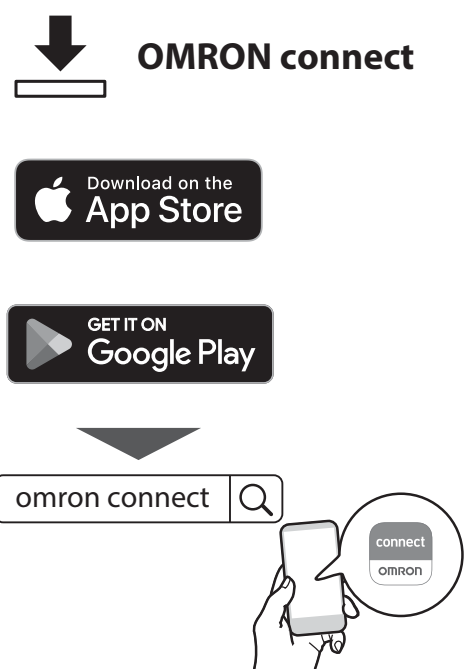 OMRON connect
Download on the
App Store
GET IT ON
Google Play
omron connect
connect
OMRON